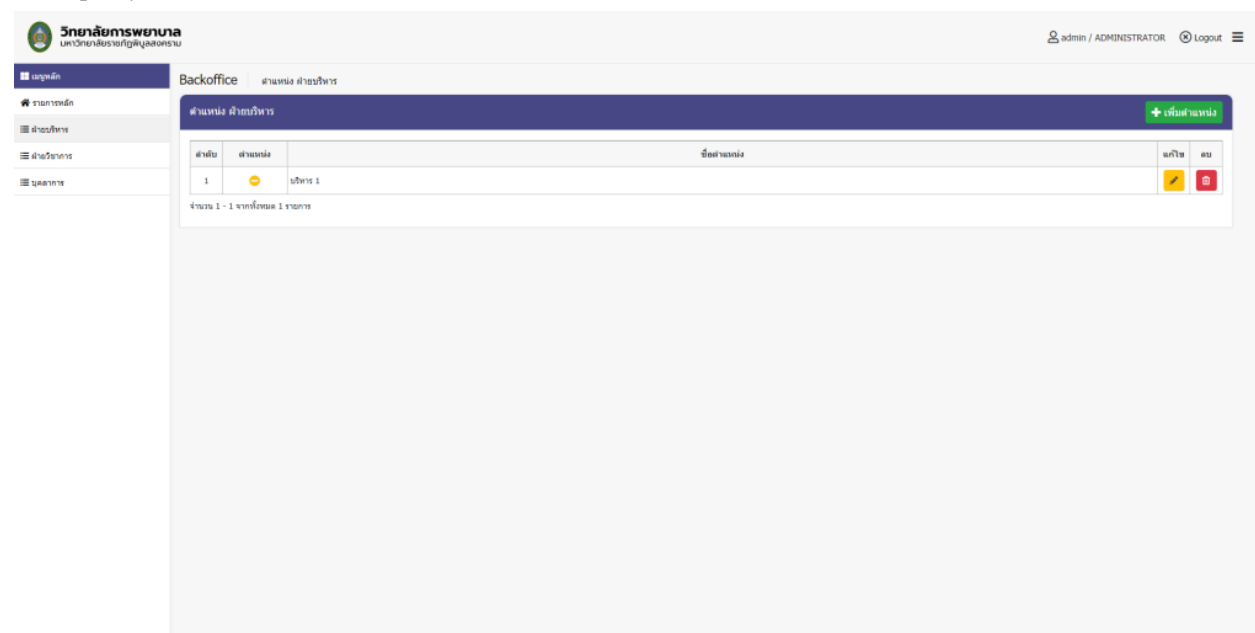 วิทยาลัยการพยาบาล
มหาวิทยาลัยราชภัฏพิบูลสงคราม
admin / ADMINISTRATOR Logout
เมนูหลัก
รายการหลัก
ฝ่ายบริหาร
ฝ่ายวิชาการ
บุคลากร
Backoffice ตำแหน่ง ฝ่ายบริหาร
ตำแหน่ง ฝ่ายบริหาร
เพิ่มตำแหน่ง
ลำดับ ตำแหน่ง ชื่อตำแหน่ง แก้ไข ลบ
1 บริหาร 1
จำนวน 1 - 1 จากทั้งหมด 1 รายการ